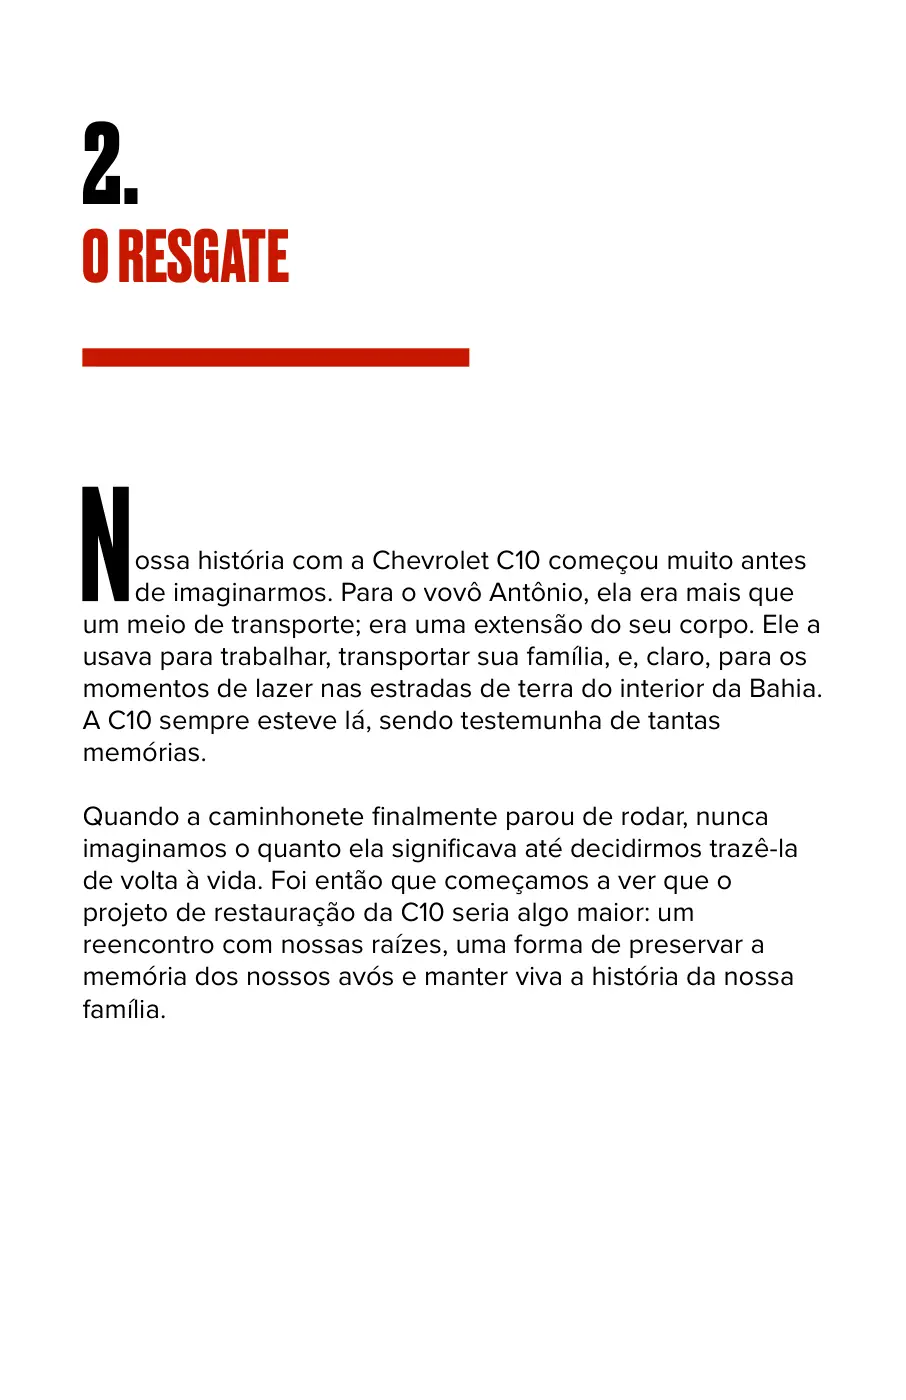 2.
O RESGATE
Nossa história com a Chevrolet C10 começou muito antes
de imaginarmos. Para o vovô Antônio, ela era mais que
um meio de transporte; era uma extensão do seu corpo. Ele a
usava para trabalhar, transportar sua família, e, claro, para os
momentos de lazer nas estradas de terra do interior da Bahia.
A C10 sempre esteve lá, sendo testemunha de tantas
memórias.
Quando a caminhonete finalmente parou de rodar, nunca
imaginamos o quanto ela significava até decidirmos trazê-la
de volta à vida. Foi então que começamos a ver que o
projeto de restauração da C10 seria algo maior: um
reencontro com nossas raízes, uma forma de preservar a
memória dos nossos avós e manter viva a história da nossa
família.